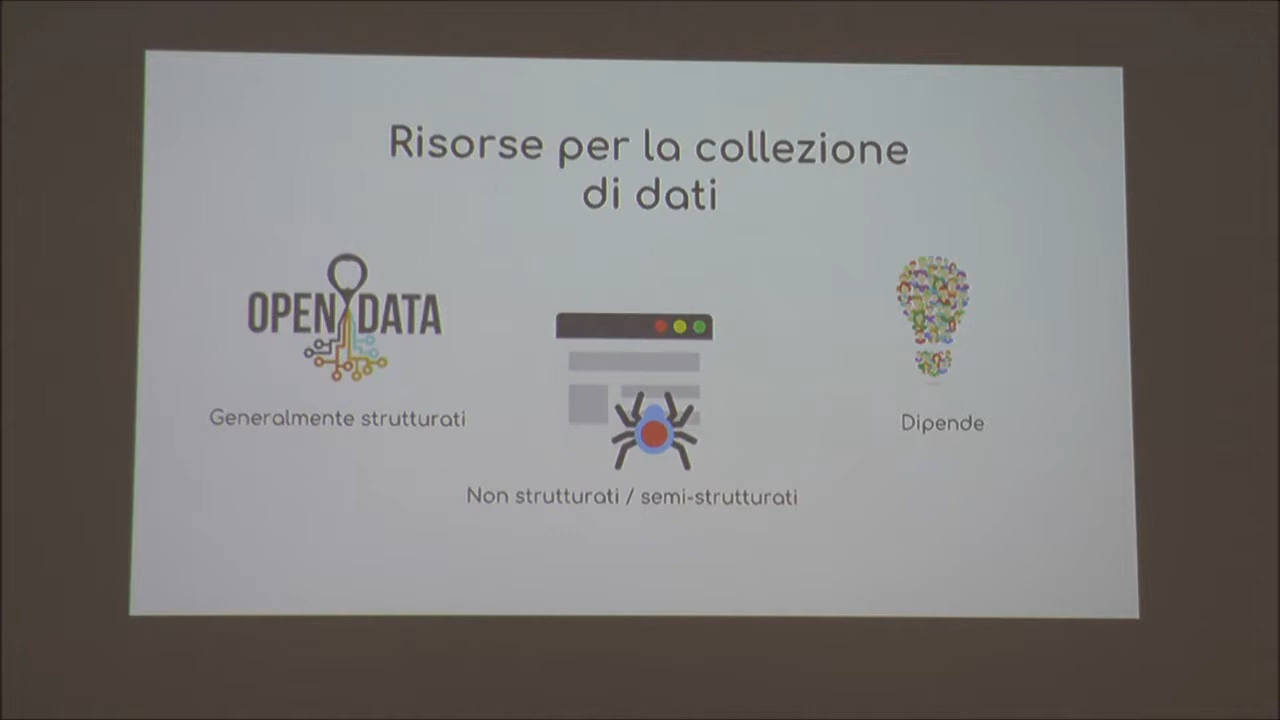 Risorse per la collezione
di dati
OPEN DATA
Generalmente strutturati
Non strutturati / semi-strutturati
Dipende